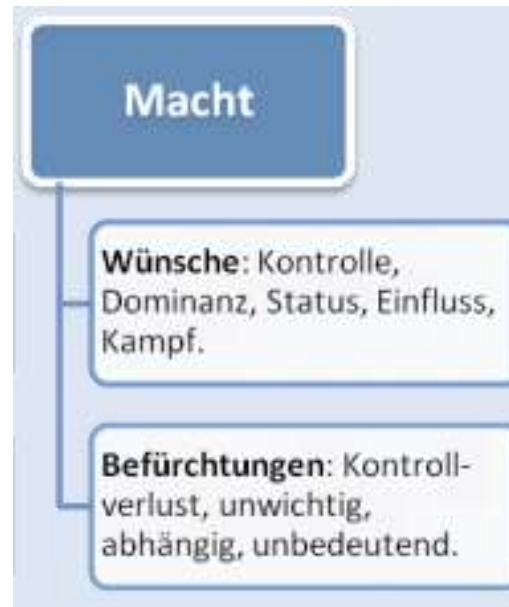 Macht
Wünsche: Kontrolle,
Dominanz, Status, Einfluss,
Kampf.
Befürchtungen: Kontroll-
verlust, unwichtig,
abhängig, unbedeutend.